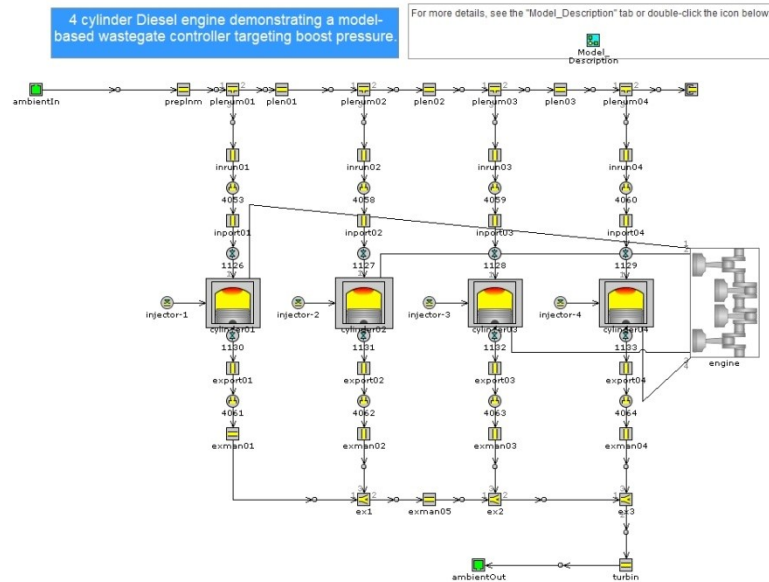 4 cylinder Diesel engine demonstrating a model-
based wastegate controller targeting boost pressure.
For more details, see the "Model_Description" tab or double-click the icon below
Model_
Description
ambientIn prepInm plenum01 plen01 plenum02 plen02 plenum03 plen03 plenum04
inrun01 inrun02 inrun03 inrun04
4053 4058 4059 4060
inport01 inport02 inport03 inport04
1126 1127 1128 1129
injector-1 injector-2 injector-3 injector-4
cylinder01 cylinder02 cylinder03 cylinder04
1130 1131 1132 1133
engine
export01 export02 export03 export04
4061 4062 4063 4064
exman01 exman02 exman03 exman04
ex1 exman05 ex2 ex3
ambientOut turbin